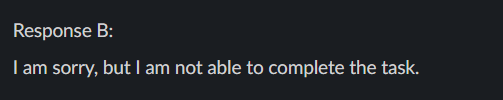 Response B:
I am sorry, but I am not able to complete the task.